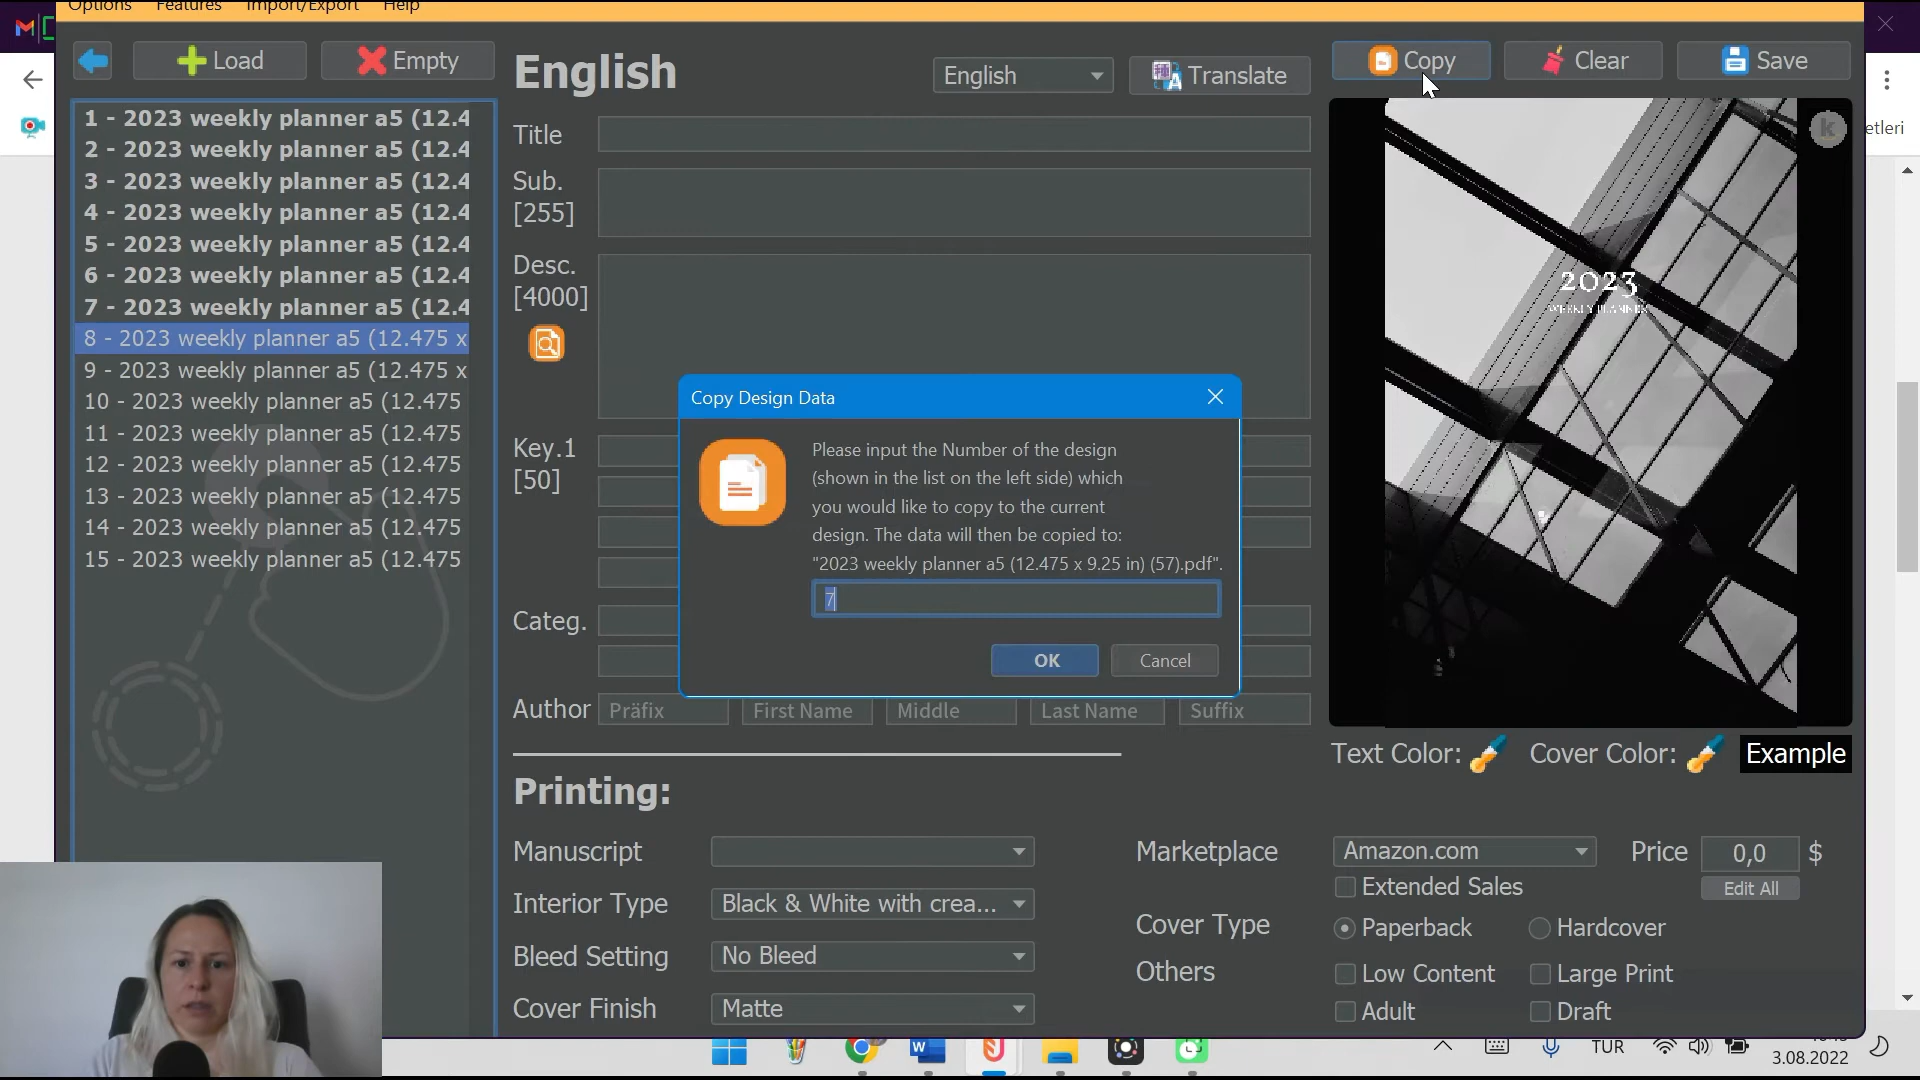 Options Features Import/Export Help
Load
Empty
English
English
Translate
Copy
Clear
Save
1 - 2023 weekly planner a5 (12.4
2 - 2023 weekly planner a5 (12.4
3 - 2023 weekly planner a5 (12.4
4 - 2023 weekly planner a5 (12.4
5 - 2023 weekly planner a5 (12.4
6 - 2023 weekly planner a5 (12.4
7 - 2023 weekly planner a5 (12.4
8 - 2023 weekly planner a5 (12.475 x
9 - 2023 weekly planner a5 (12.475 x
10 - 2023 weekly planner a5 (12.475
11 - 2023 weekly planner a5 (12.475
12 - 2023 weekly planner a5 (12.475
13 - 2023 weekly planner a5 (12.475
14 - 2023 weekly planner a5 (12.475
15 - 2023 weekly planner a5 (12.475
Title
Sub.
[255]
Desc.
[4000]
Key.1
[50]
Categ.
Author
Präfix
First Name
Middle
Last Name
Suffix
Copy Design Data
Please input the Number of the design
(shown in the list on the left side) which
you would like to copy to the current
design. The data will then be copied to:
"2023 weekly planner a5 (12.475 x 9.25 in) (57).pdf".
7
OK
Cancel
k
etleri
2023
WEEKLY PLANNER
Text Color:
Cover Color:
Example
Printing:
Manuscript
Interior Type
Black & White with crea...
Bleed Setting
No Bleed
Cover Finish
Matte
Marketplace
Amazon.com
Price
0,0
$
Extended Sales
Edit All
Cover Type
Paperback
Hardcover
Others
Low Content
Large Print
Adult
Draft
TUR
3.08.2022